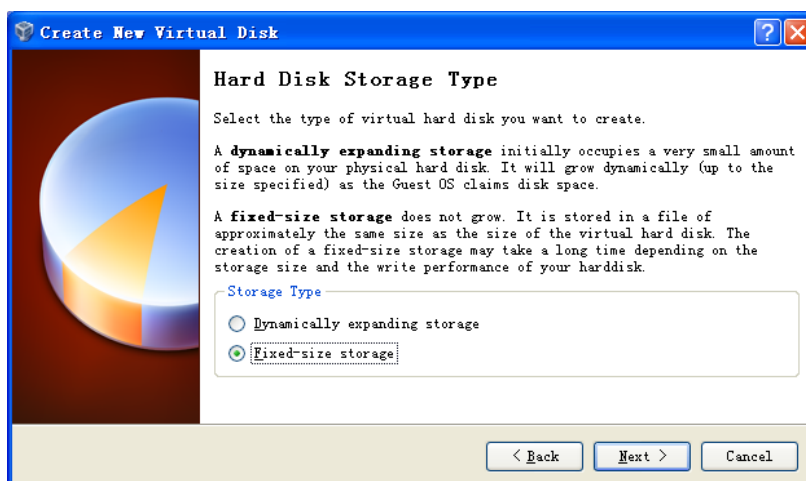 Create New Virtual Disk
Hard Disk Storage Type
Select the type of virtual hard disk you want to create.
A dynamically expanding storage initially occupies a very small amount
of space on your physical hard disk. It will grow dynamically (up to the
size specified) as the Guest OS claims disk space.
A fixed-size storage does not grow. It is stored in a file of
approximately the same size as the size of the virtual hard disk. The
creation of a fixed-size storage may take a long time depending on the
storage size and the write performance of your harddisk.
Storage Type
Dynamically expanding storage
Fixed-size storage
< Back
Next >
Cancel